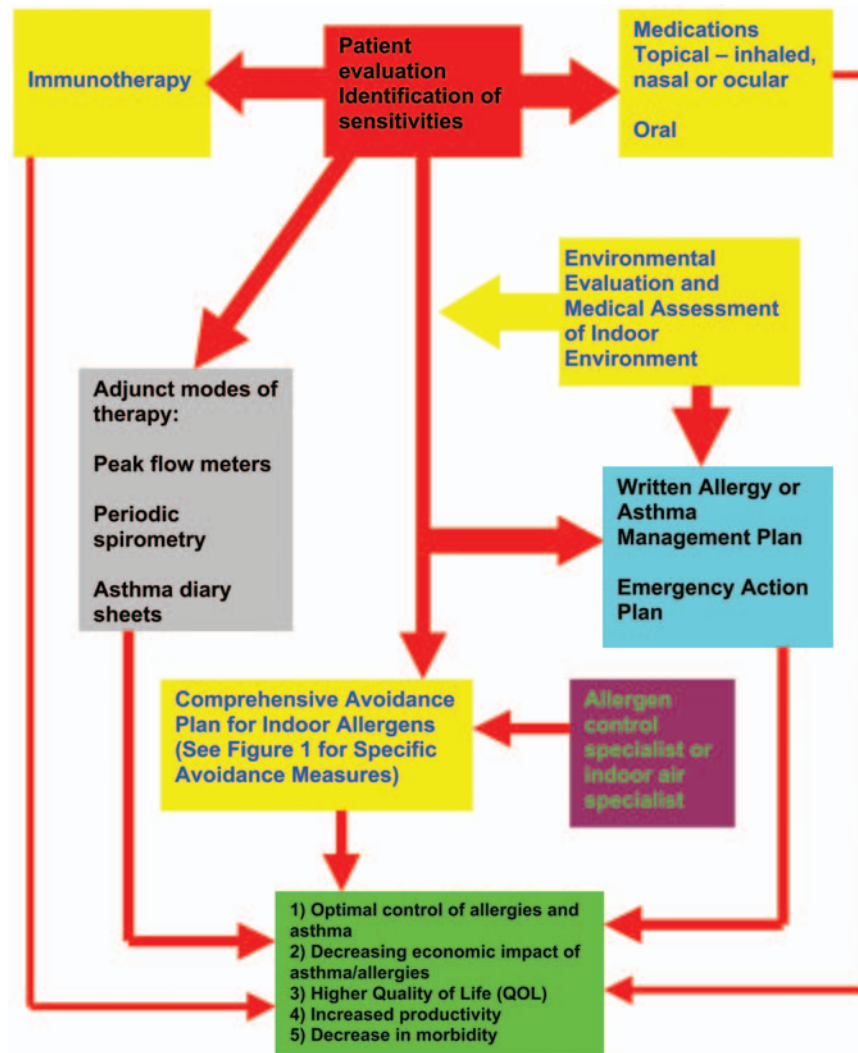 Immunotherapy
Patient
evaluation
Identification of
sensitivities
Medications
Topical – inhaled,
nasal or ocular
Oral
Environmental
Evaluation and
Medical Assessment
of Indoor
Environment
Adjunct modes of
therapy:
Peak flow meters
Periodic
spirometry
Asthma diary
sheets
Written Allergy or
Asthma
Management Plan
Emergency Action
Plan
Comprehensive Avoidance
Plan for Indoor Allergens
(See Figure 1 for Specific
Avoidance Measures)
Allergen
control
specialist or
indoor air
specialist
1) Optimal control of allergies and
asthma
2) Decreasing economic impact of
asthma/allergies
3) Higher Quality of Life (QOL)
4) Increased productivity
5) Decrease in morbidity